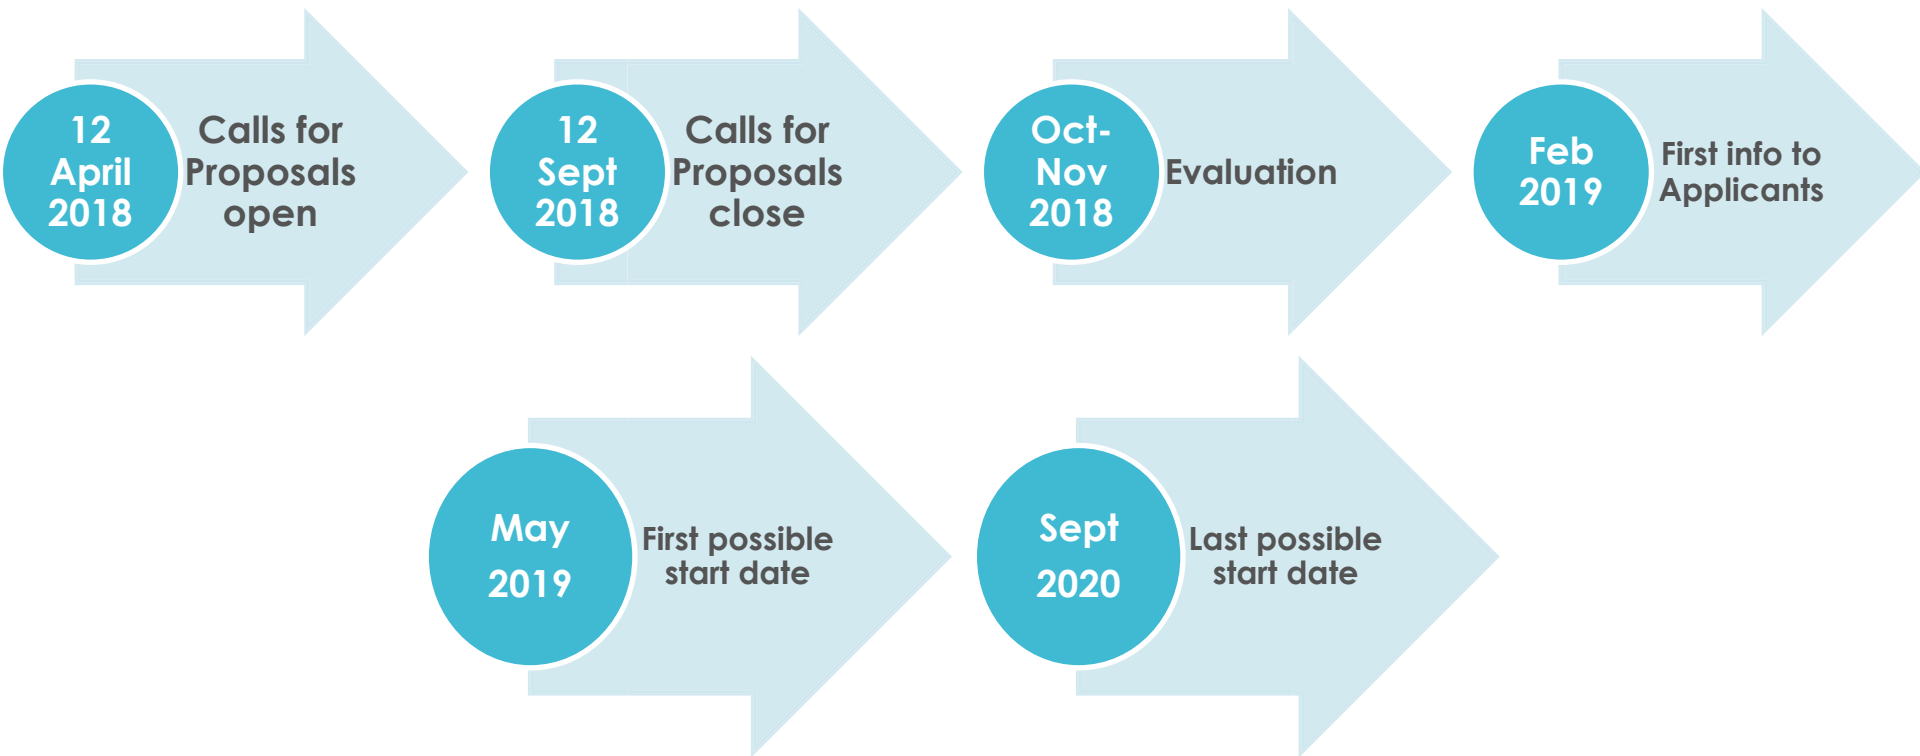 12
April
2018
Calls for
Proposals
open
12
Sept
2018
Calls for
Proposals
close
Oct-
Nov
2018
Evaluation
Feb
2019
First info to
Applicants
May
2019
First possible
start date
Sept
2020
Last possible
start date